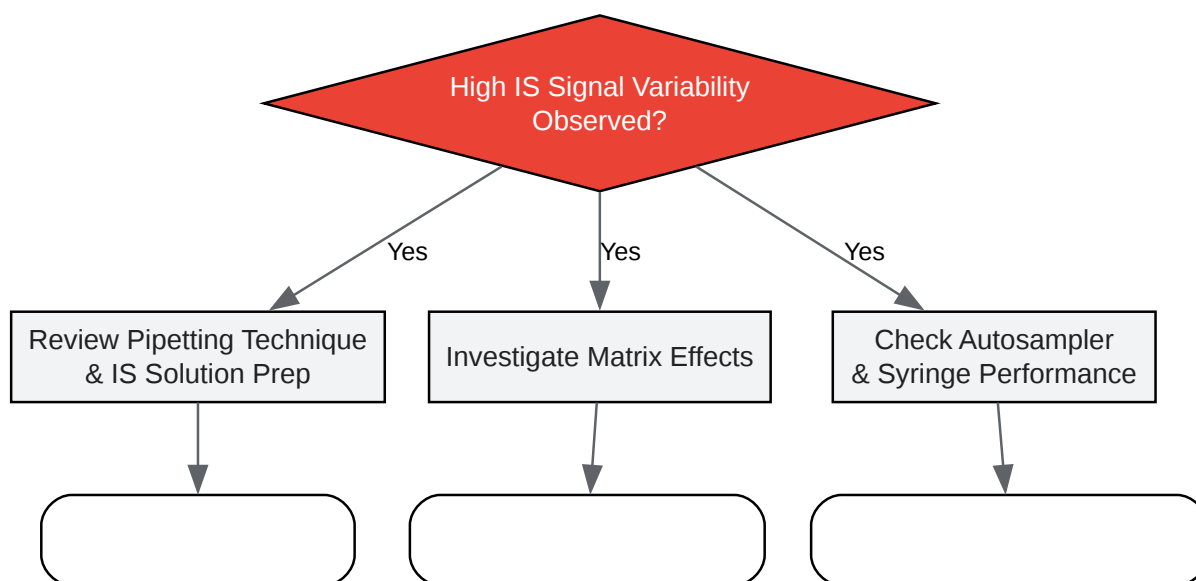 High IS Signal Variability
Observed?
Yes
Yes
Yes
Review Pipetting Technique
& IS Solution Prep
Investigate Matrix Effects
Check Autosampler
& Syringe Performance